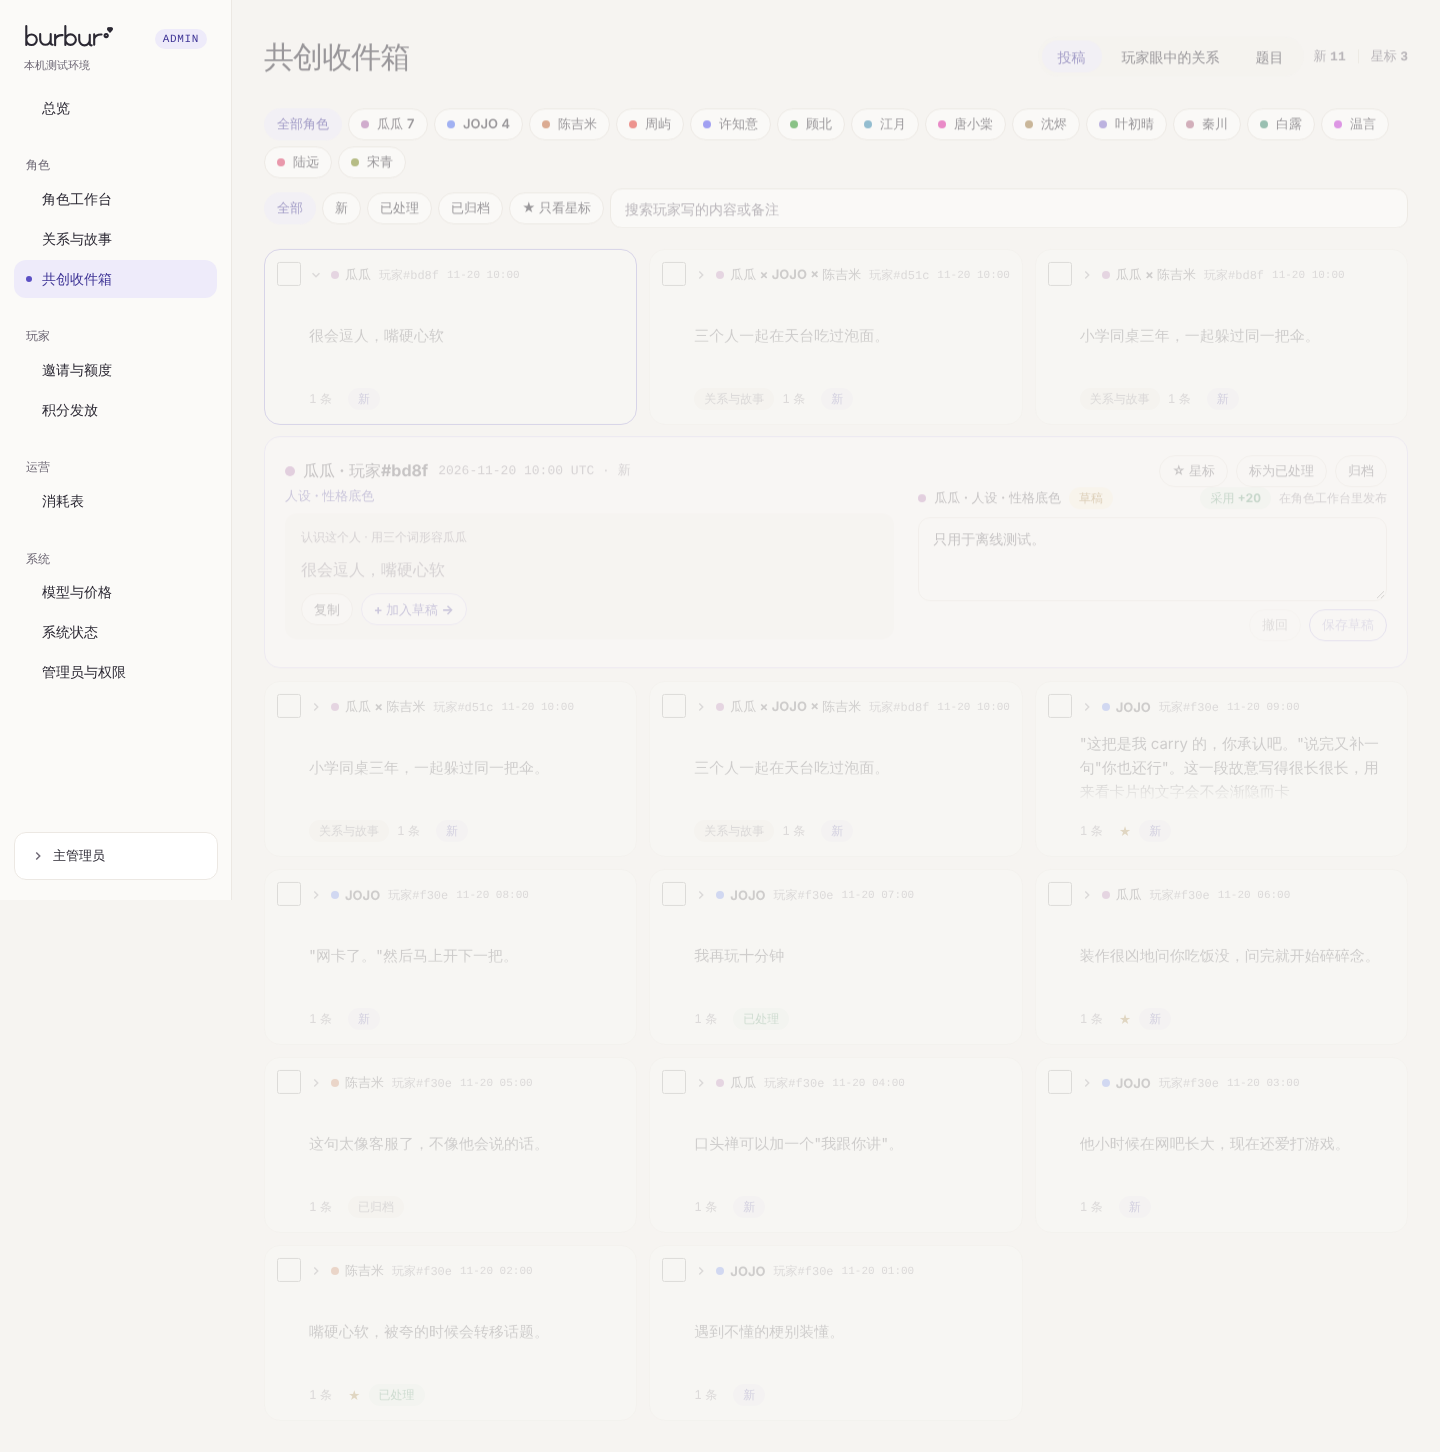 burbur
ADMIN
本机测试环境
总览
角色
角色工作台
关系与故事
共创收件箱
玩家
邀请与额度
积分发放
运营
消耗表
系统
模型与价格
系统状态
管理员与权限
主管理员
共创收件箱
投稿 玩家眼中的关系 题目 新 11 星标 3
全部角色 瓜瓜 7 JOJO 4 陈吉米 周屿 许知意 顾北 江月 唐小棠 沈烬 叶初晴 秦川 白露 温言
陆远 宋青
全部 新 已处理 已归档 ★ 只看星标 搜索玩家写的内容或备注
瓜瓜 玩家#bd8f 11-20 10:00
很会逗人，嘴硬心软
1 条 新
瓜瓜 × JOJO × 陈吉米 玩家#d51c 11-20 10:00
三个人一起在天台吃过泡面。
关系与故事 1 条 新
瓜瓜 × 陈吉米 玩家#bd8f 11-20 10:00
小学同桌三年，一起躲过同一把伞。
关系与故事 1 条 新
瓜瓜 · 玩家#bd8f 2026-11-20 10:00 UTC · 新
☆ 星标 标为已处理 归档
人设 · 性格底色
认识这个人 · 用三个词形容瓜瓜
很会逗人，嘴硬心软
复制 + 加入草稿 →
瓜瓜 · 人设 · 性格底色 草稿 采用 +20 在角色工作台里发布
只用于离线测试。
撤回 保存草稿
瓜瓜 × 陈吉米 玩家#d51c 11-20 10:00
小学同桌三年，一起躲过同一把伞。
关系与故事 1 条 新
瓜瓜 × JOJO × 陈吉米 玩家#bd8f 11-20 10:00
三个人一起在天台吃过泡面。
关系与故事 1 条 新
JOJO 玩家#f30e 11-20 09:00
"这把是我 carry 的，你承认吧。"说完又补一
句"你也还行"。这一段故意写得很长很长，用
来看卡片的文字会不会渐隐而卡
1 条 ★ 新
JOJO 玩家#f30e 11-20 08:00
"网卡了。"然后马上开下一把。
1 条 新
JOJO 玩家#f30e 11-20 07:00
我再玩十分钟
1 条 已处理
瓜瓜 玩家#f30e 11-20 06:00
装作很凶地问你吃饭没，问完就开始碎碎念。
1 条 ★ 新
陈吉米 玩家#f30e 11-20 05:00
这句太像客服了，不像他会说的话。
1 条 已归档
瓜瓜 玩家#f30e 11-20 04:00
口头禅可以加一个"我跟你讲"。
1 条 新
JOJO 玩家#f30e 11-20 03:00
他小时候在网吧长大，现在还爱打游戏。
1 条 新
陈吉米 玩家#f30e 11-20 02:00
嘴硬心软，被夸的时候会转移话题。
1 条 ★ 已处理
JOJO 玩家#f30e 11-20 01:00
遇到不懂的梗别装懂。
1 条 新